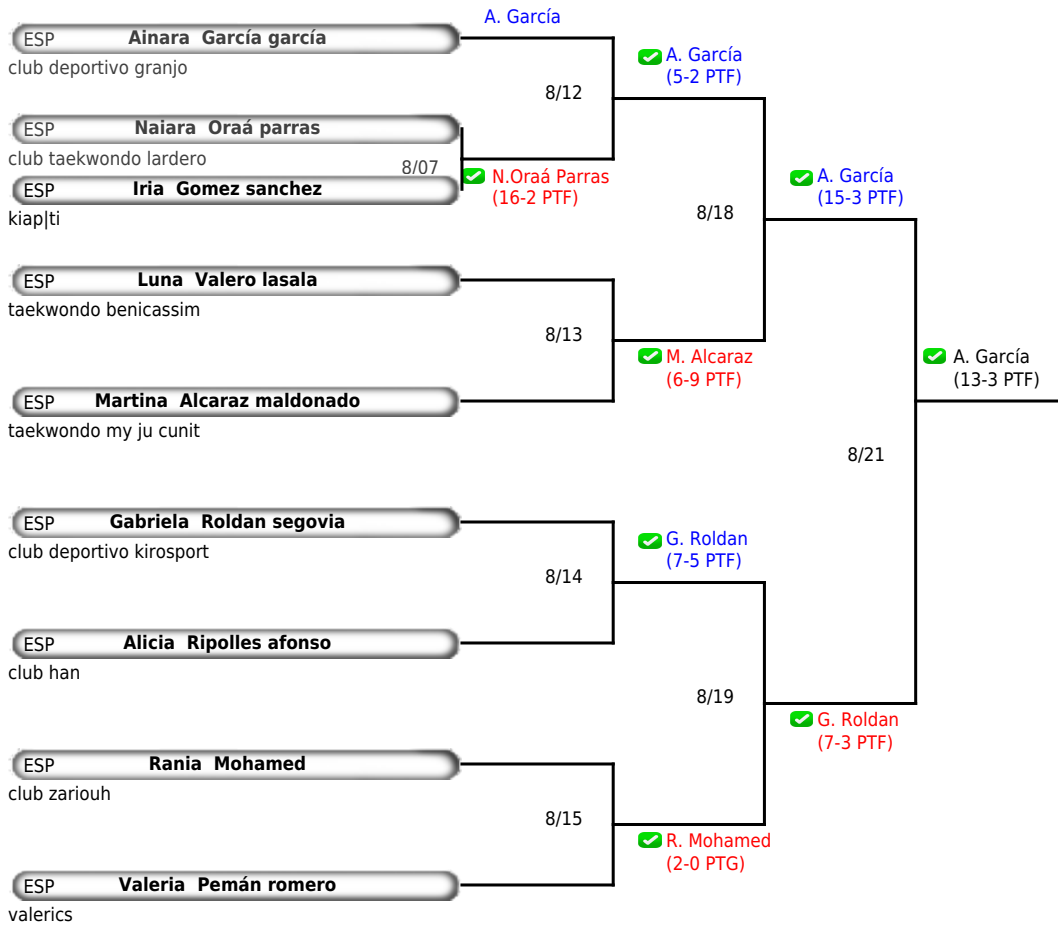 A. García
ESP Ainara García garcía
club deportivo granjo
A. García
(5-2 PTF)
8/12
ESP Naiara Oraá parras
club taekwondo lardero
8/07
N.Oraá Parras
(16-2 PTF)
ESP Iria Gomez sanchez
kiap|ti
A. García
(15-3 PTF)
8/18
ESP Luna Valero lasala
taekwondo benicassim
8/13
M. Alcaraz
(6-9 PTF)
A. García
(13-3 PTF)
ESP Martina Alcaraz maldonado
taekwondo my ju cunit
8/21
ESP Gabriela Roldan segovia
club deportivo kirosport
G. Roldan
(7-5 PTF)
8/14
ESP Alicia Ripolles afonso
club han
8/19
G. Roldan
(7-3 PTF)
ESP Rania Mohamed
club zariouh
8/15
R. Mohamed
(2-0 PTG)
ESP Valeria Pemán romero
valerics